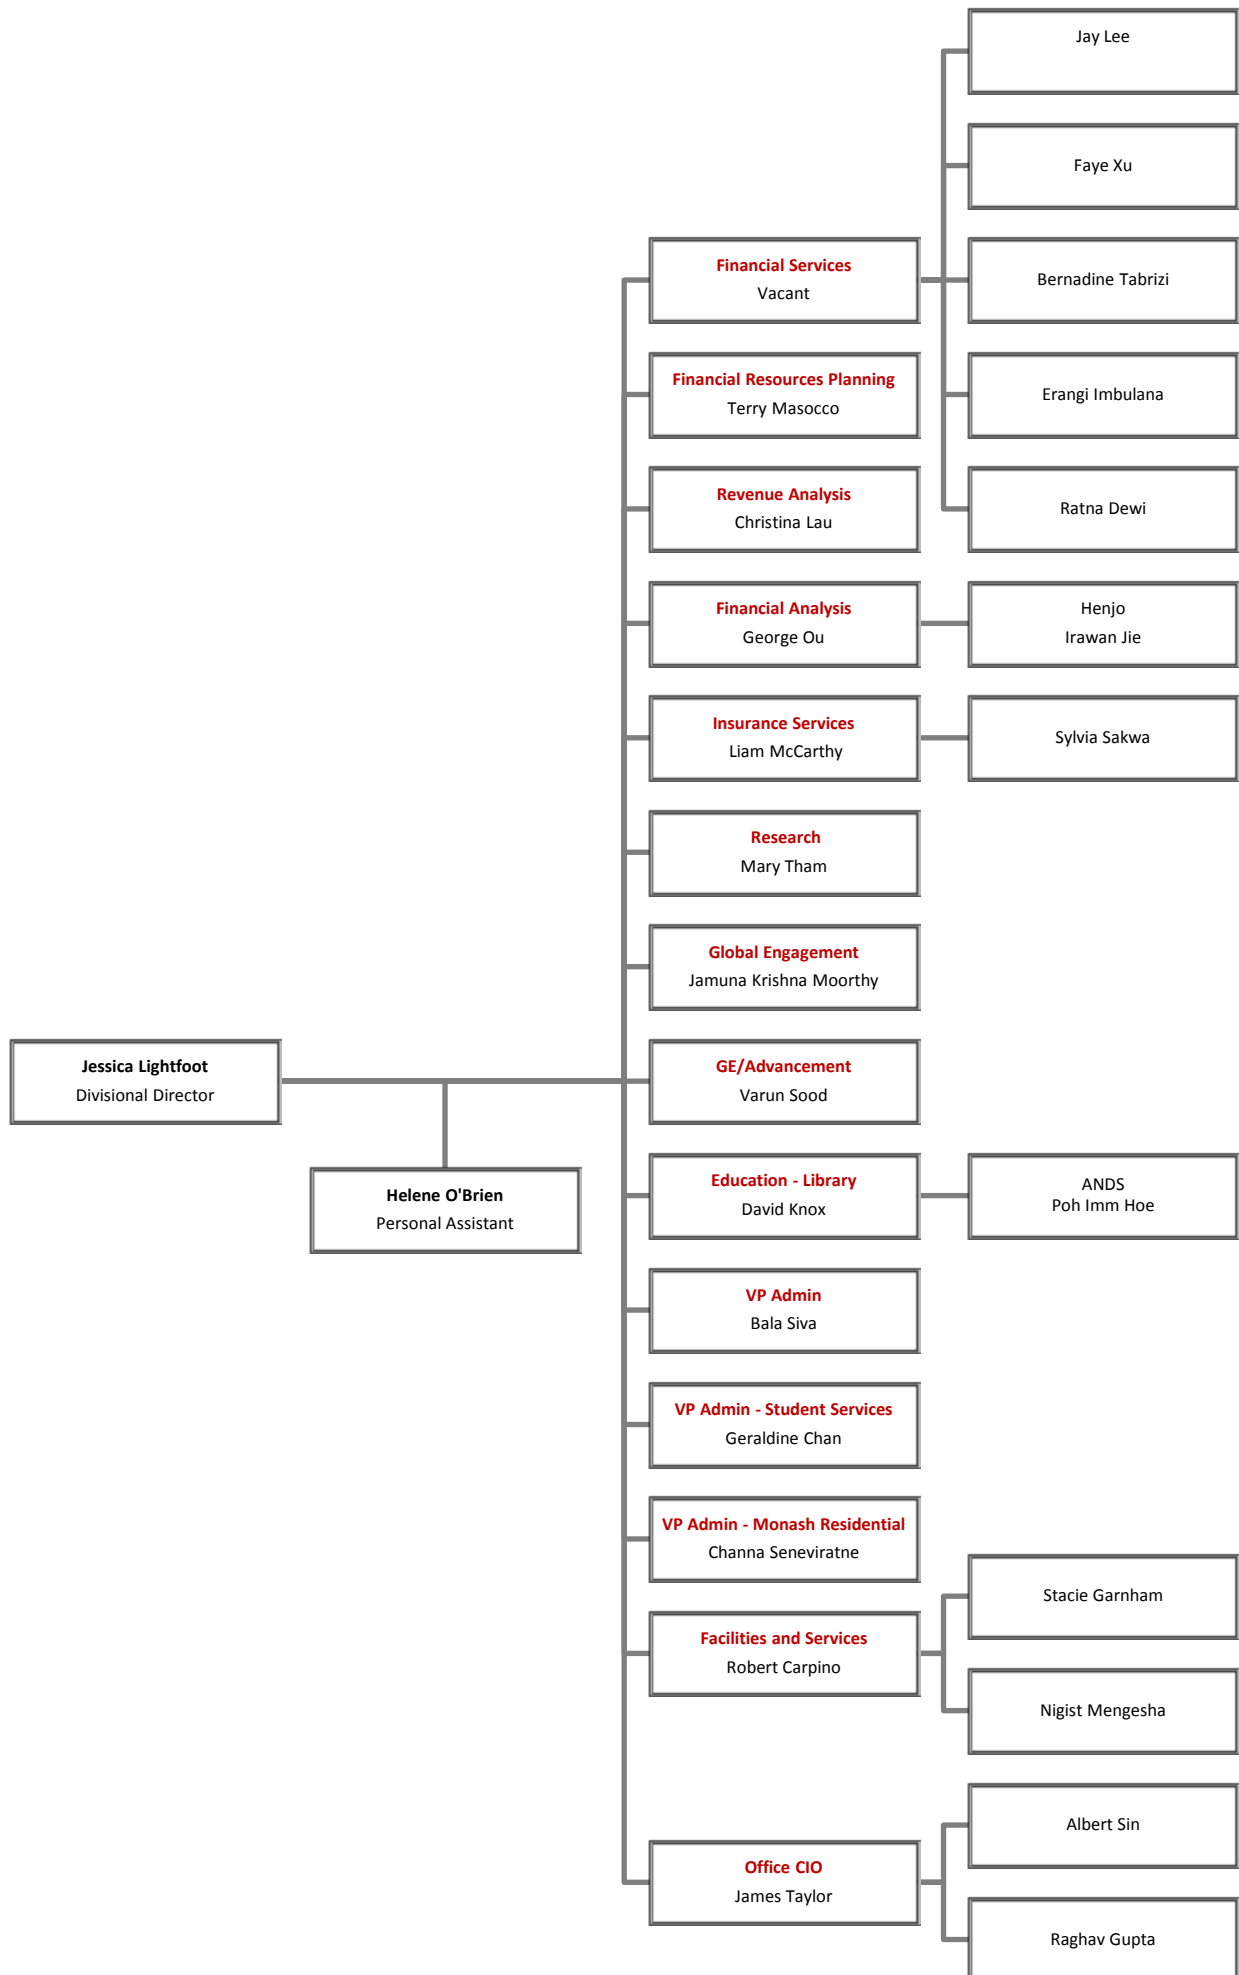 Jay Lee
Faye Xu
Financial Services
Vacant
Bernadine Tabrizi
Financial Resources Planning
Terry Masocco
Erangi Imbulana
Revenue Analysis
Christina Lau
Ratna Dewi
Financial Analysis
George Ou
Henjo
Irawan Jie
Insurance Services
Liam McCarthy
Sylvia Sakwa
Research
Mary Tham
Global Engagement
Jamuna Krishna Moorthy
Jessica Lightfoot
Divisional Director
GE/Advancement
Varun Sood
Helene O'Brien
Personal Assistant
Education - Library
David Knox
ANDS
Poh Imm Hoe
VP Admin
Bala Siva
VP Admin - Student Services
Geraldine Chan
VP Admin - Monash Residential
Channa Seneviratne
Stacie Garnham
Facilities and Services
Robert Carpino
Nigist Mengesha
Albert Sin
Office CIO
James Taylor
Raghav Gupta